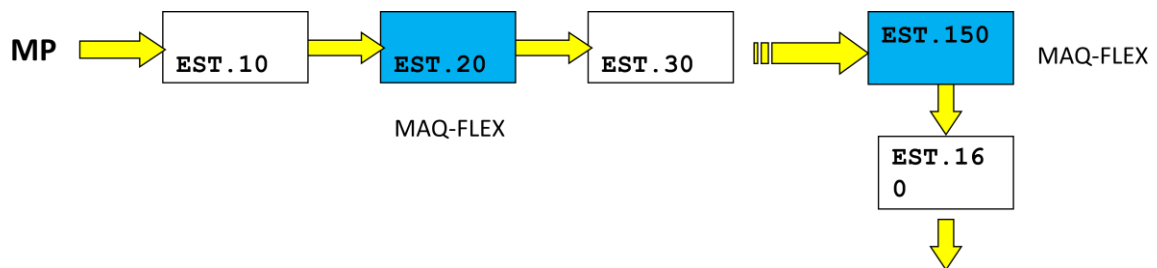 MP
EST.10
EST.20
EST.30
EST.150
MAQ-FLEX
MAQ-FLEX
EST.16
0